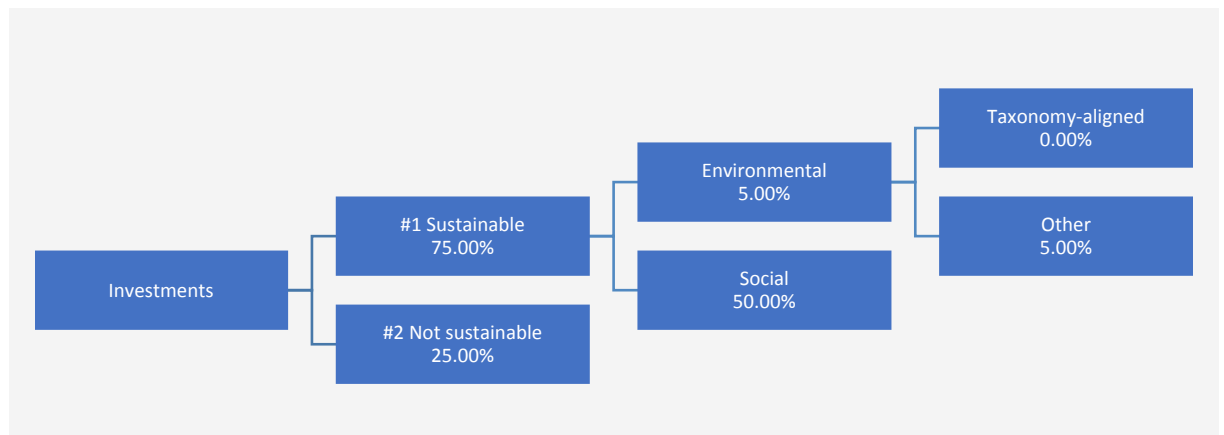 Investments
#1 Sustainable
75.00%
#2 Not sustainable
25.00%
Environmental
5.00%
Social
50.00%
Taxonomy-aligned
0.00%
Other
5.00%